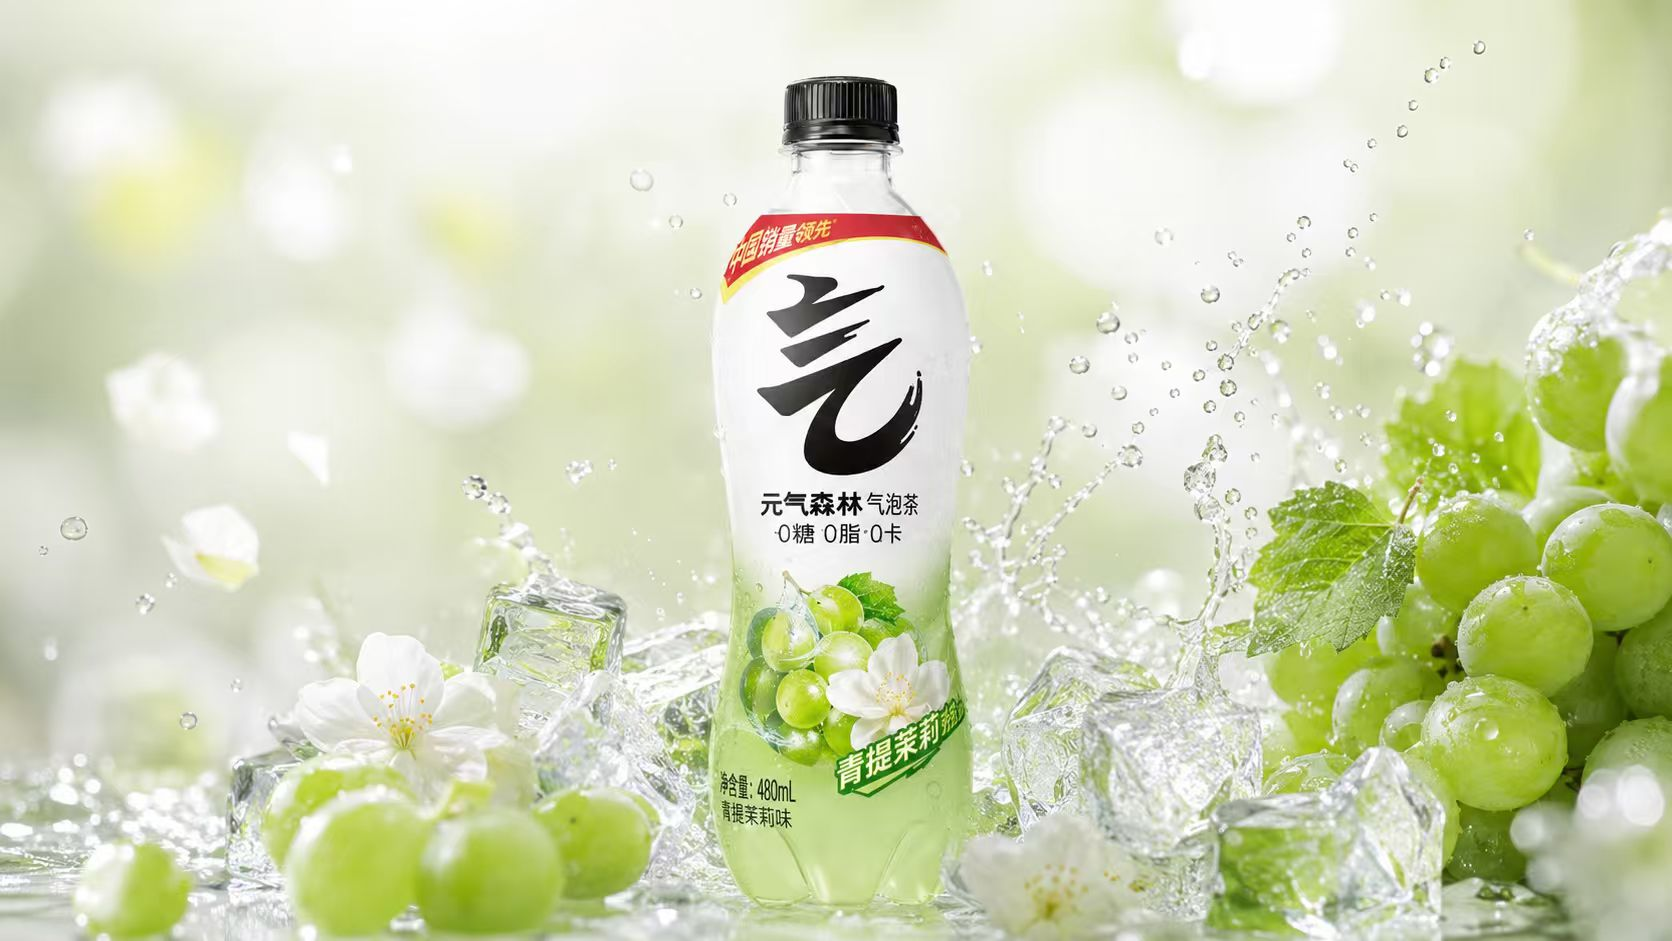 中国销量领先*
气
元气森林 气泡茶
0糖 0脂 0卡
青提茉莉
净含量：480mL
青提茉莉味